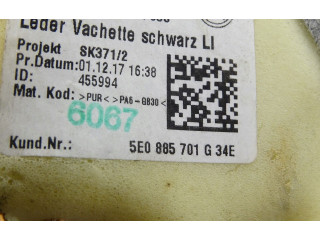 Leder Vachette schwarz LI
Projekt SK371/2
Pr.Datum: 01.12.17 16:38
ID: 455994
Mat. Kod: >PUR< >PA6-GB30<
6067
Kund.Nr.: 5E0 885 701 G 34E